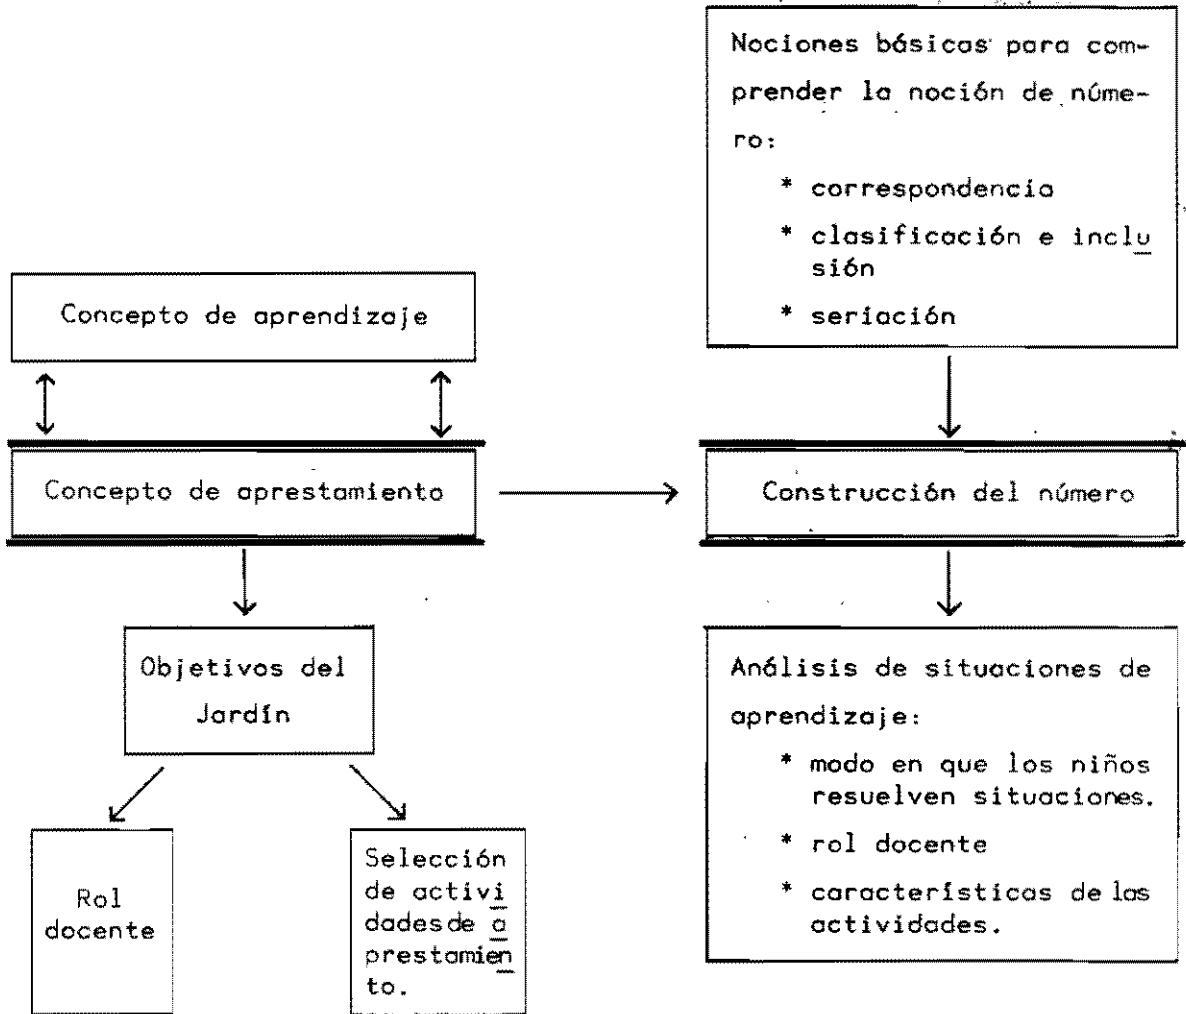 Nociones básicas para com-
prender la noción de núme-
ro:
* correspondencia
* clasificación e inclu
sión
* seriación
Concepto de aprendizaje
Concepto de aprestamiento
Construcción del número
Objetivos del
Jardín
Rol
docente
Selección
de activi
dades de a
prestamien
to.
Análisis de situaciones de
aprendizaje:
* modo en que los niños
resuelven situaciones.
* rol docente
* características de las
actividades.